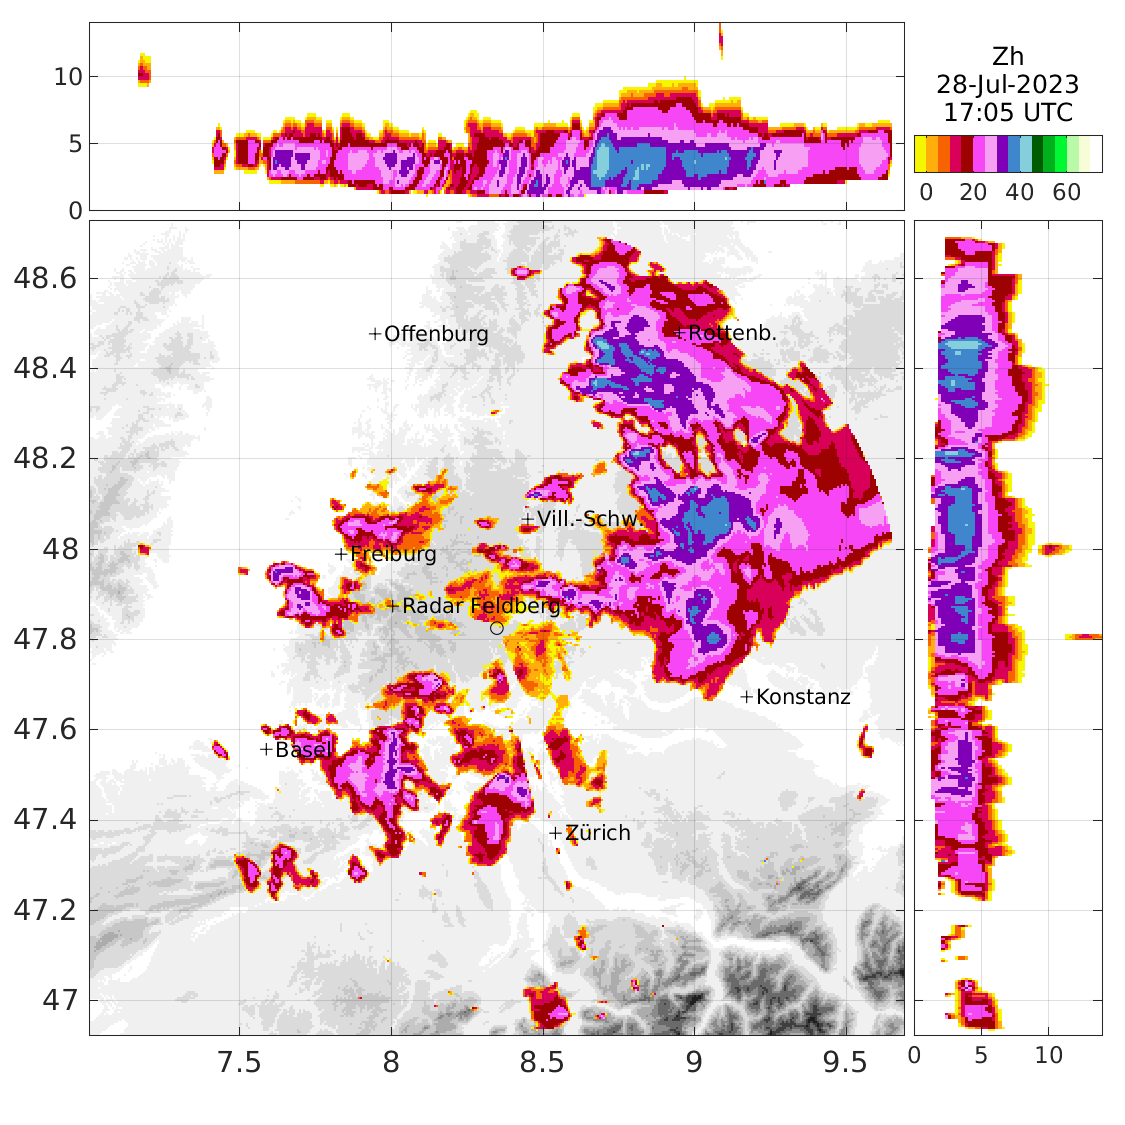 10
5
0
Zh
28-Jul-2023
17:05 UTC
0 20 40 60
48.6
48.4
48.2
48
47.8
47.6
47.4
47.2
47
Offenburg
Rottenb.
Vill.-Schw.
Freiburg
Radar Feldberg
Konstanz
Basel
Zürich
7.5 8 8.5 9 9.5
0 5 10